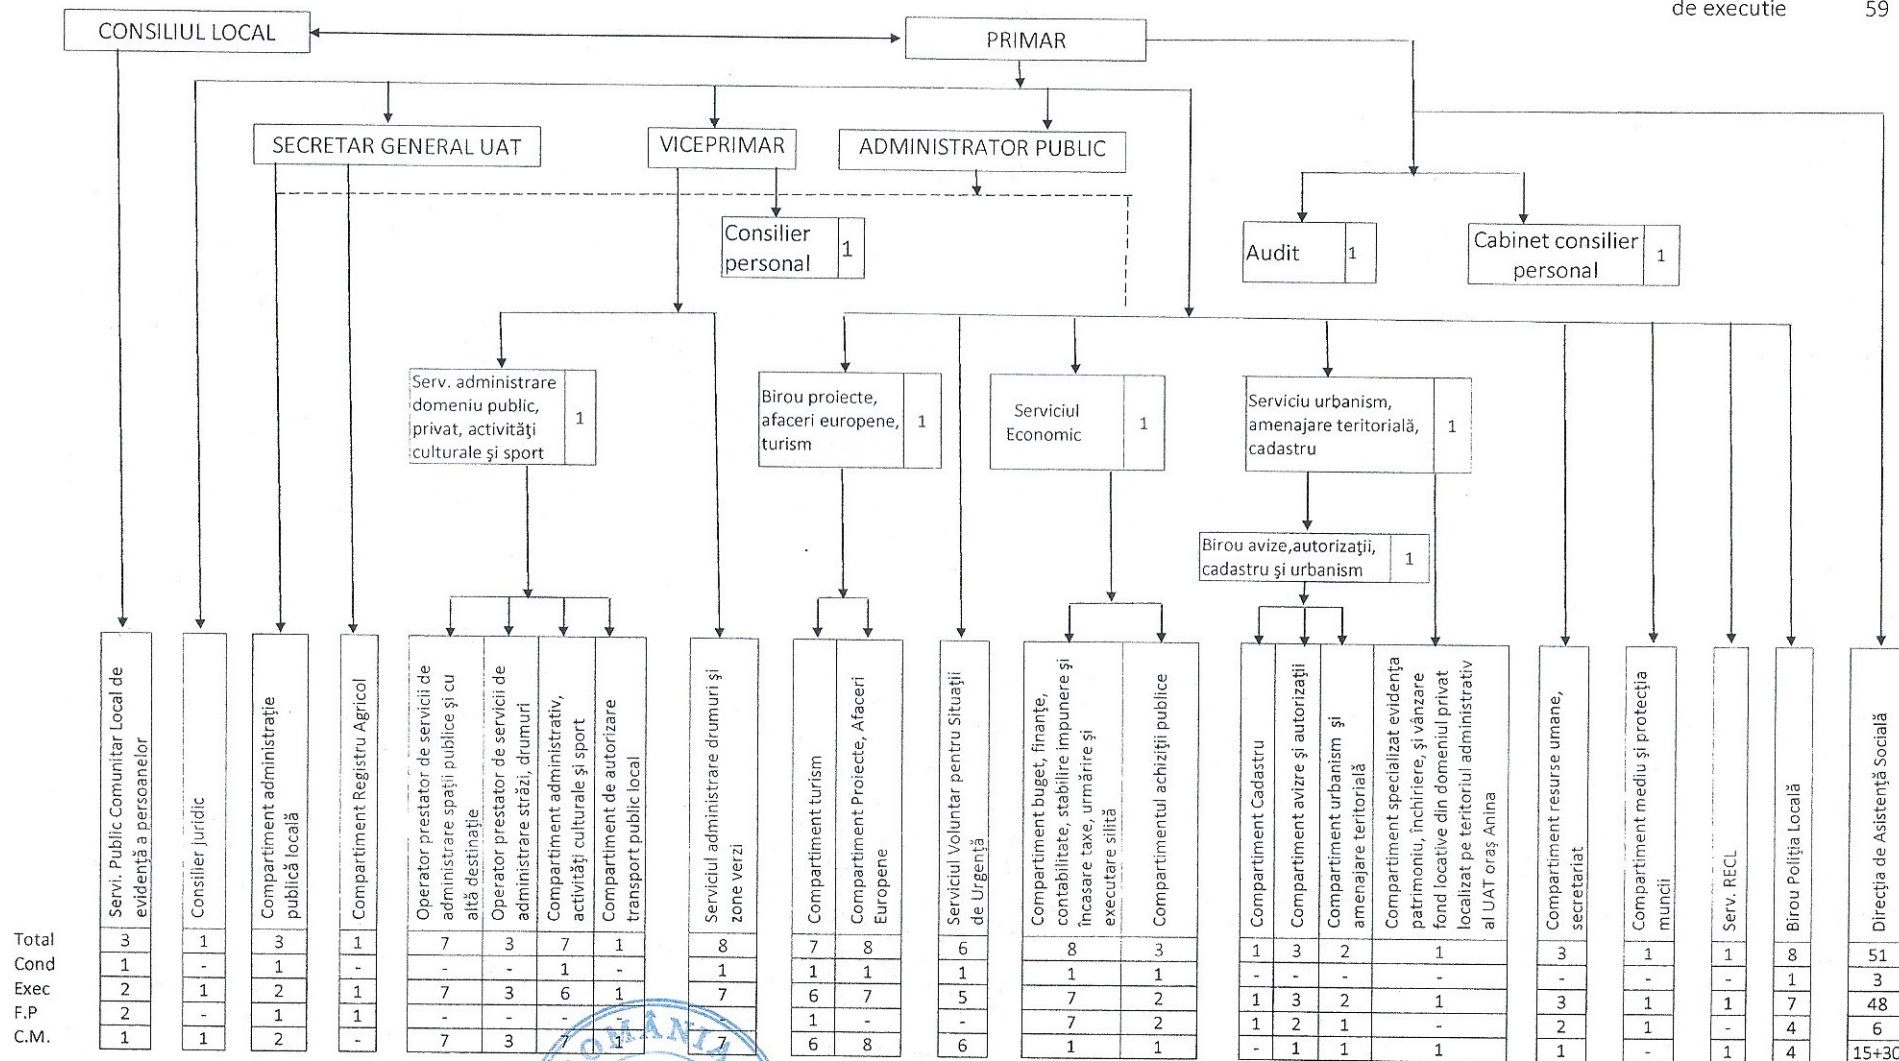 de executie 59
CONSILIUL LOCAL
PRIMAR
SECRETAR GENERAL UAT
VICEPRIMAR
ADMINISTRATOR PUBLIC
Consilier
personal
1
Audit
1
Cabinet consilier
personal
1
Serv. administrare
domeniu public,
privat, activități
culturale și sport
1
Birou proiecte,
afaceri europene,
turism
1
Serviciul
Economic
1
Serviciu urbanism,
amenajare teritorială,
cadastru
1
Birou avize,autorizații,
cadastru și urbanism
1
Servi. Public Comunitar Local de
evidență a persoanelor
Consilier juridic
Compartiment administrație
publică locală
Compartiment Registru Agricol
Operator prestator de servicii de
administrare spații publice și cu
altă destinație
Operator prestator de servicii de
administrare străzi, drumuri
Compartiment administrativ,
activități culturale și sport
Compartiment de autorizare
transport public local
Serviciul administrare drumuri și
zone verzi
Compartiment turism
Compartiment Proiecte, Afaceri
Europene
Serviciul Voluntar pentru Situații
de Urgență
Compartiment buget, finanțe,
contabilitate, stabilire impunere și
încasare taxe, urmărire și
executare silită
Compartimentul achiziții publice
Compartiment Cadastru
Compartiment avizre și autorizații
Compartiment urbanism și
amenajare teritorială
Compartiment specializat evidența
patrimoniu, închiriere, și vânzare
fond locative din domeniul privat
localizat pe teritoriul administrativ
al UAT oraș Anina
Compartiment resurse umane,
secretariat
Compartiment mediu și protecția
muncii
Serv. RECL
Birou Poliția Locală
Direcția de Asistență Socială
Total 3 1 3 1 7 3 7 1 8 7 8 6 8 3 1 3 2 1 3 1 1 8 51
Cond 1 - 1 - - - 1 - 1 1 1 1 1 1 - - - - - - - 1 3
Exec 2 1 2 1 7 3 6 1 7 6 7 5 7 2 1 3 2 1 3 1 1 7 48
F.P 2 - 1 1 - - - - - 1 - - 7 2 1 2 1 - 2 1 - 4 6
C.M. 1 1 2 - 7 3 7 1 7 6 8 6 1 1 - 1 1 1 1 - 1 4 15+30
ROMÂNIA